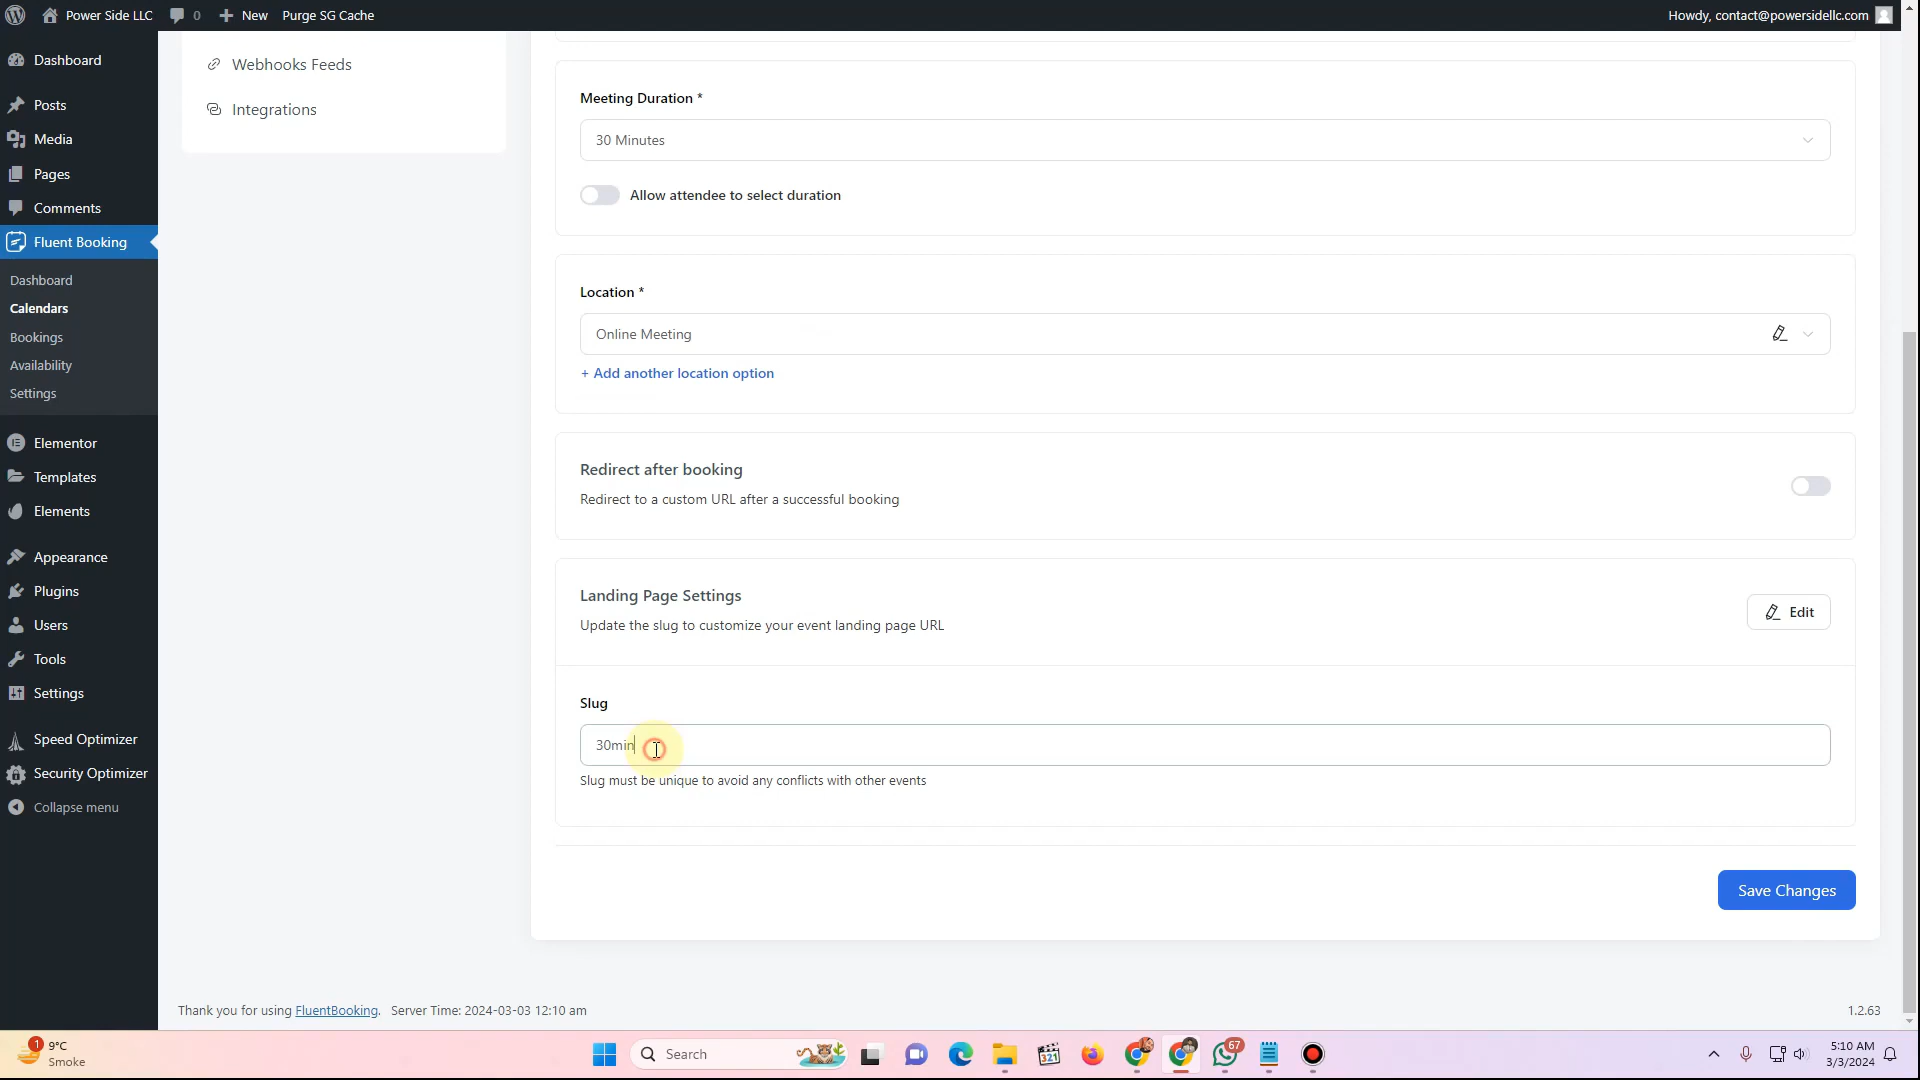 Power Side LLC
0
New
Purge SG Cache
Howdy, contact@powersidellc.com
Dashboard
Posts
Media
Pages
Comments
Fluent Booking
Dashboard
Calendars
Bookings
Availability
Settings
Elementor
Templates
Elements
Appearance
Plugins
Users
Tools
Settings
Speed Optimizer
Security Optimizer
Collapse menu
Webhooks Feeds
Integrations
Meeting Duration *
30 Minutes
Allow attendee to select duration
Location *
Online Meeting
+ Add another location option
Redirect after booking
Redirect to a custom URL after a successful booking
Landing Page Settings
Update the slug to customize your event landing page URL
Edit
Slug
30min
Slug must be unique to avoid any conflicts with other events
Save Changes
Thank you for using FluentBooking. Server Time: 2024-03-03 12:10 am
1.2.63
1
9°C
Smoke
Search
321
67
5:10 AM
3/3/2024